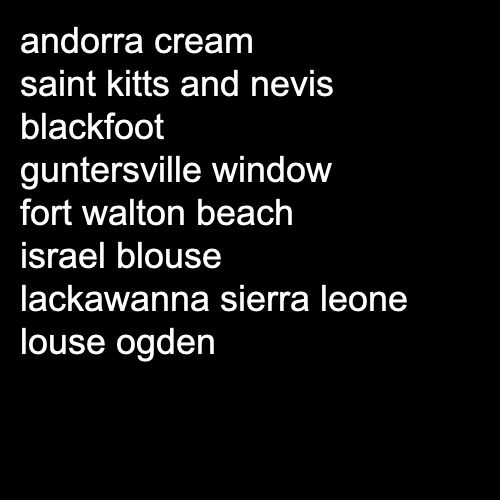 andorra cream
saint kitts and nevis
blackfoot
guntersville window
fort walton beach
israel blouse
lackawanna sierra leone
louse ogden